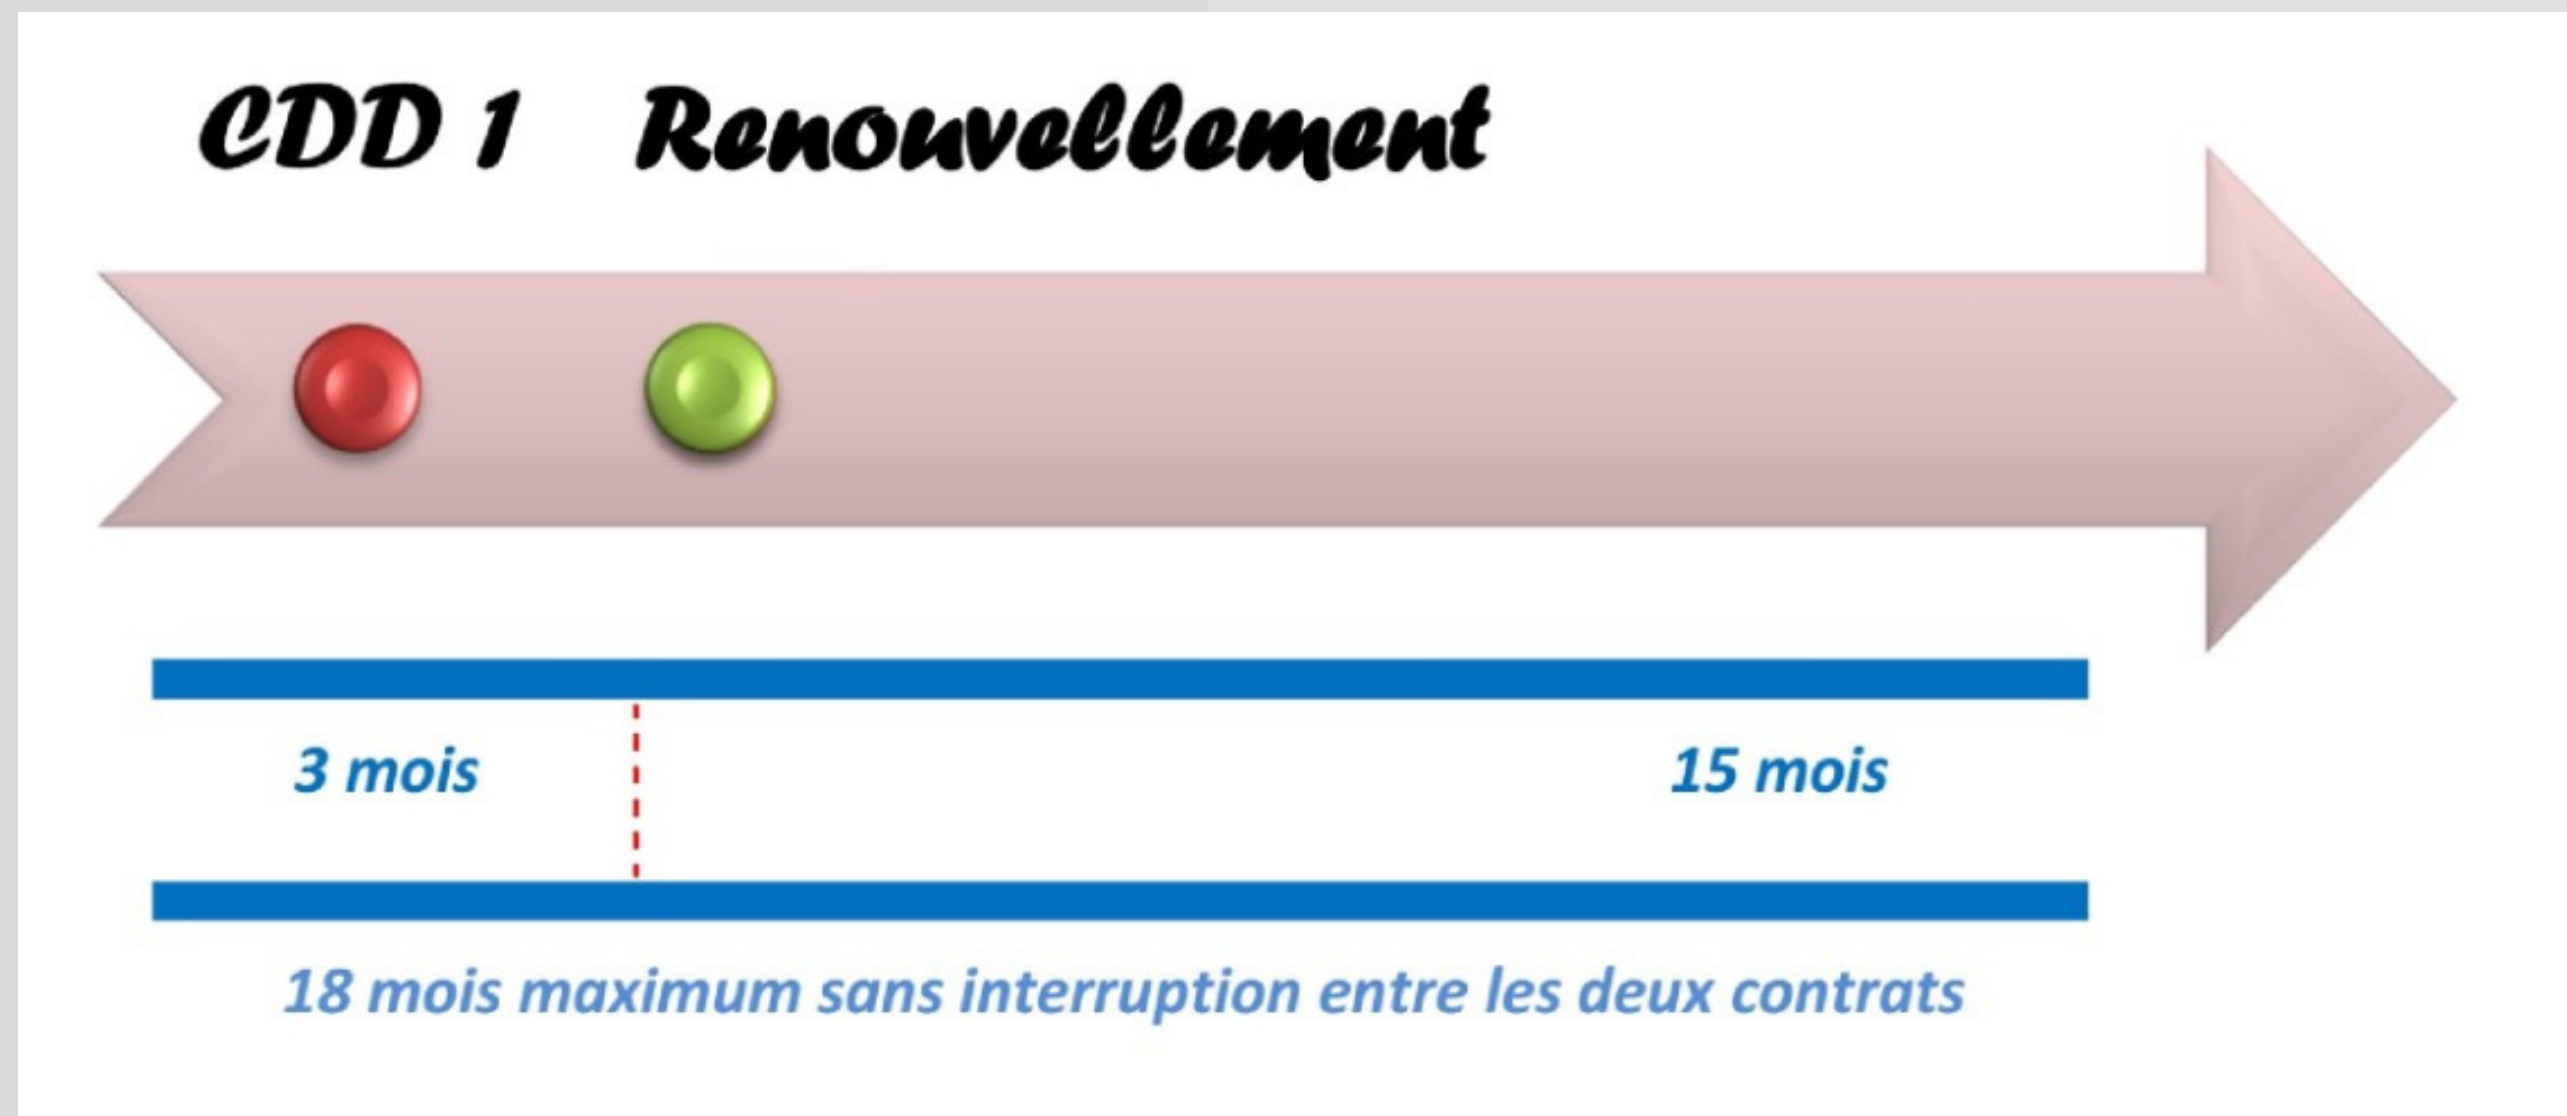 CDD 1 Renouvellement
3 mois 15 mois
18 mois maximum sans interruption entre les deux contrats